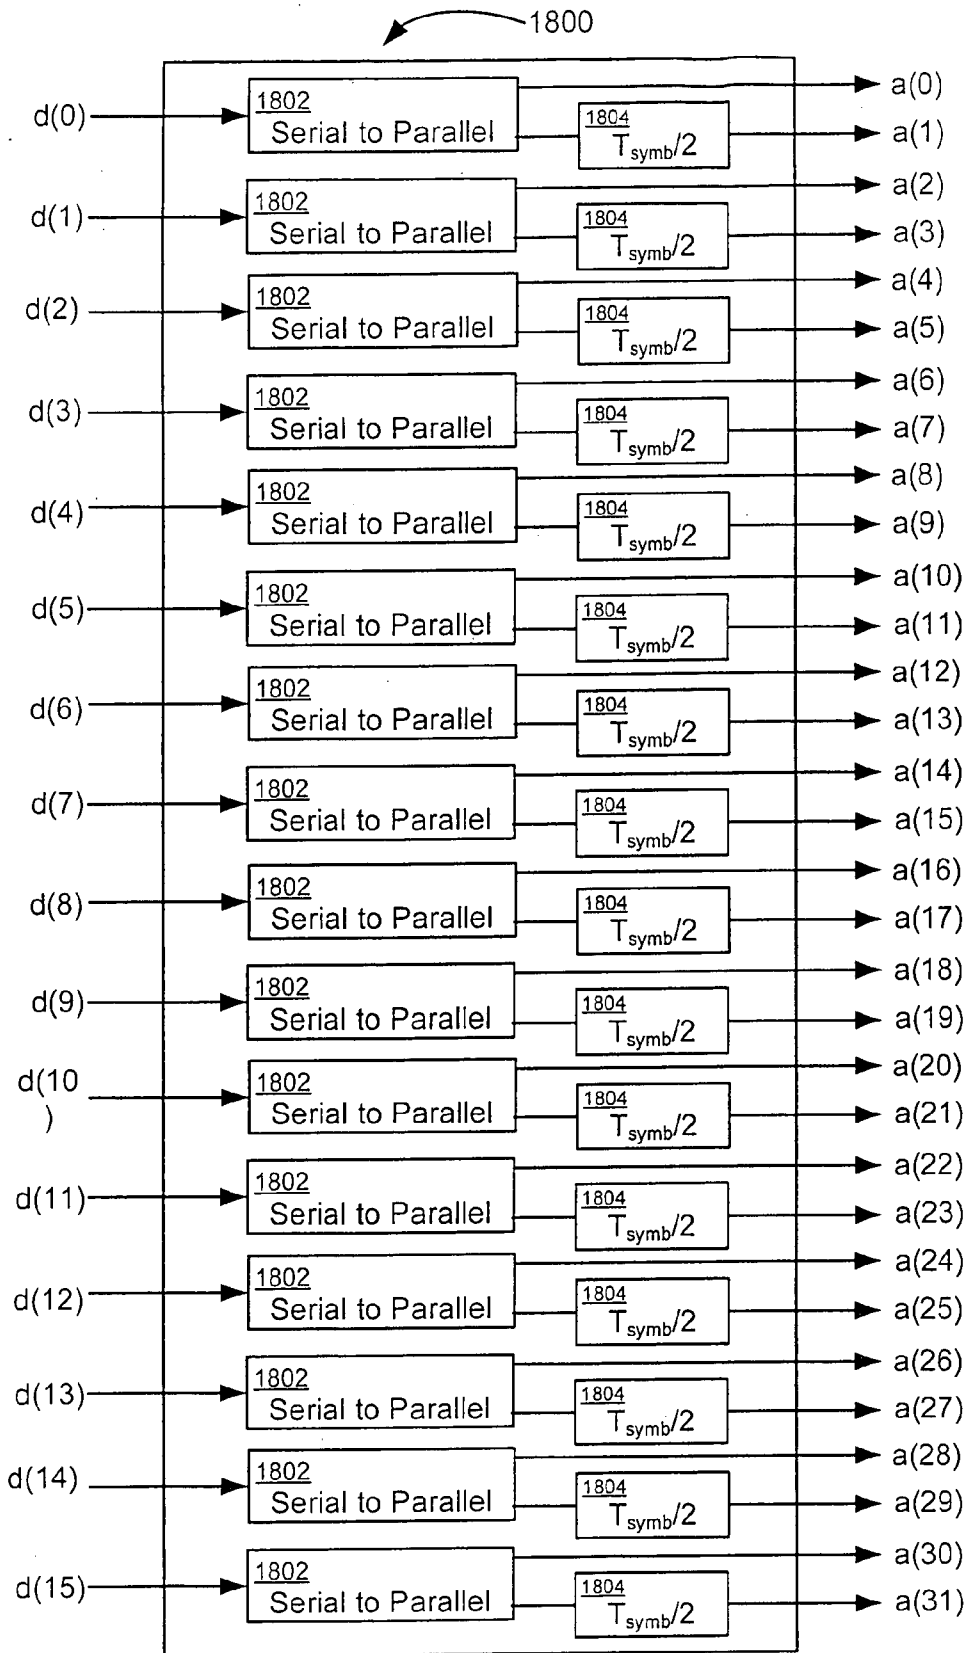 1800
d(0)
1802
Serial to Parallel
1804
Tsymb/2
a(0)
a(1)
d(1)
1802
Serial to Parallel
1804
Tsymb/2
a(2)
a(3)
d(2)
1802
Serial to Parallel
1804
Tsymb/2
a(4)
a(5)
d(3)
1802
Serial to Parallel
1804
Tsymb/2
a(6)
a(7)
d(4)
1802
Serial to Parallel
1804
Tsymb/2
a(8)
a(9)
d(5)
1802
Serial to Parallel
1804
Tsymb/2
a(10)
a(11)
d(6)
1802
Serial to Parallel
1804
Tsymb/2
a(12)
a(13)
d(7)
1802
Serial to Parallel
1804
Tsymb/2
a(14)
a(15)
d(8)
1802
Serial to Parallel
1804
Tsymb/2
a(16)
a(17)
d(9)
1802
Serial to Parallel
1804
Tsymb/2
a(18)
a(19)
d(10
)
1802
Serial to Parallel
1804
Tsymb/2
a(20)
a(21)
d(11)
1802
Serial to Parallel
1804
Tsymb/2
a(22)
a(23)
d(12)
1802
Serial to Parallel
1804
Tsymb/2
a(24)
a(25)
d(13)
1802
Serial to Parallel
1804
Tsymb/2
a(26)
a(27)
d(14)
1802
Serial to Parallel
1804
Tsymb/2
a(28)
a(29)
d(15)
1802
Serial to Parallel
1804
Tsymb/2
a(30)
a(31)